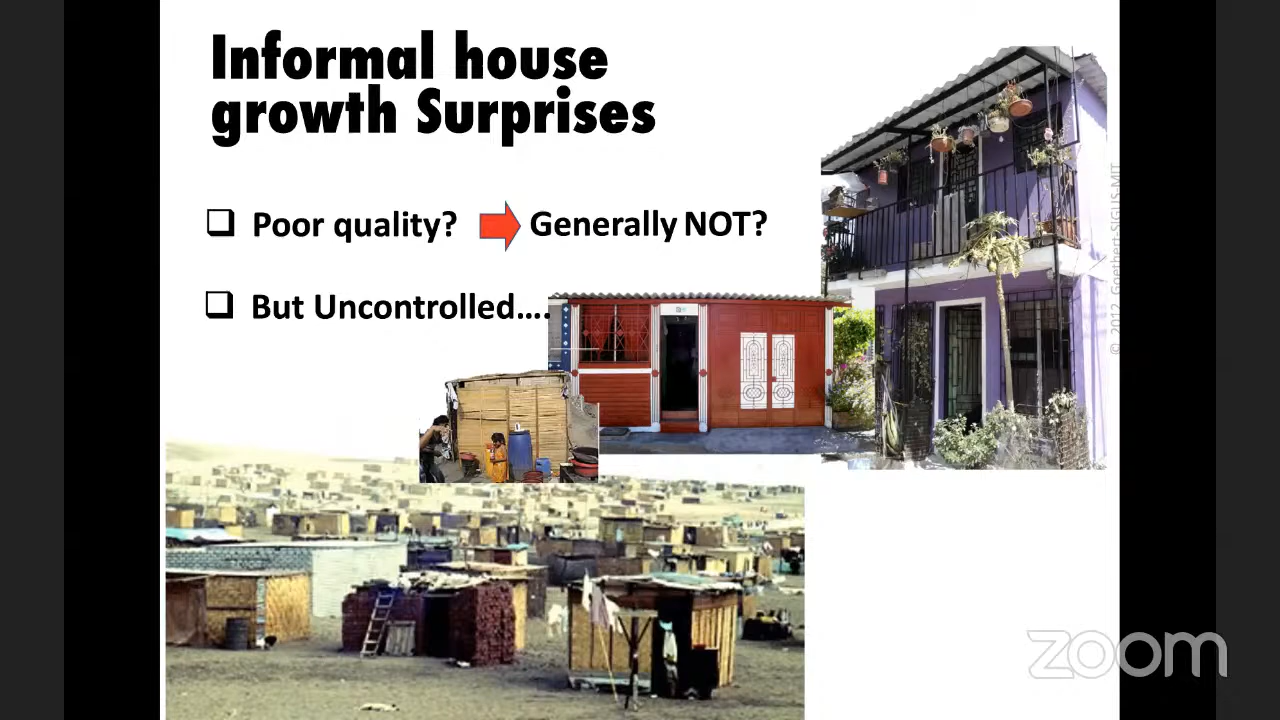 Informal house
growth Surprises
Poor quality? Generally NOT?
But Uncontrolled....
© 2012 Goethert-SIGUS-MIT
zoom